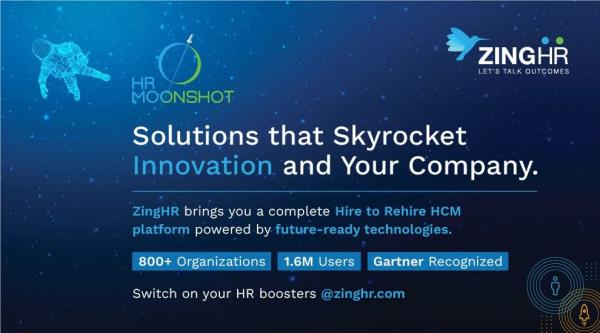 HR
MOONSHOT
ZINGHR
LET'S TALK OUTCOMES
Solutions that Skyrocket
Innovation and Your Company.
ZingHR brings you a complete Hire to Rehire HCM
platform powered by future-ready technologies.
800+ Organizations 1.6M Users Gartner Recognized
Switch on your HR boosters @zinghr.com